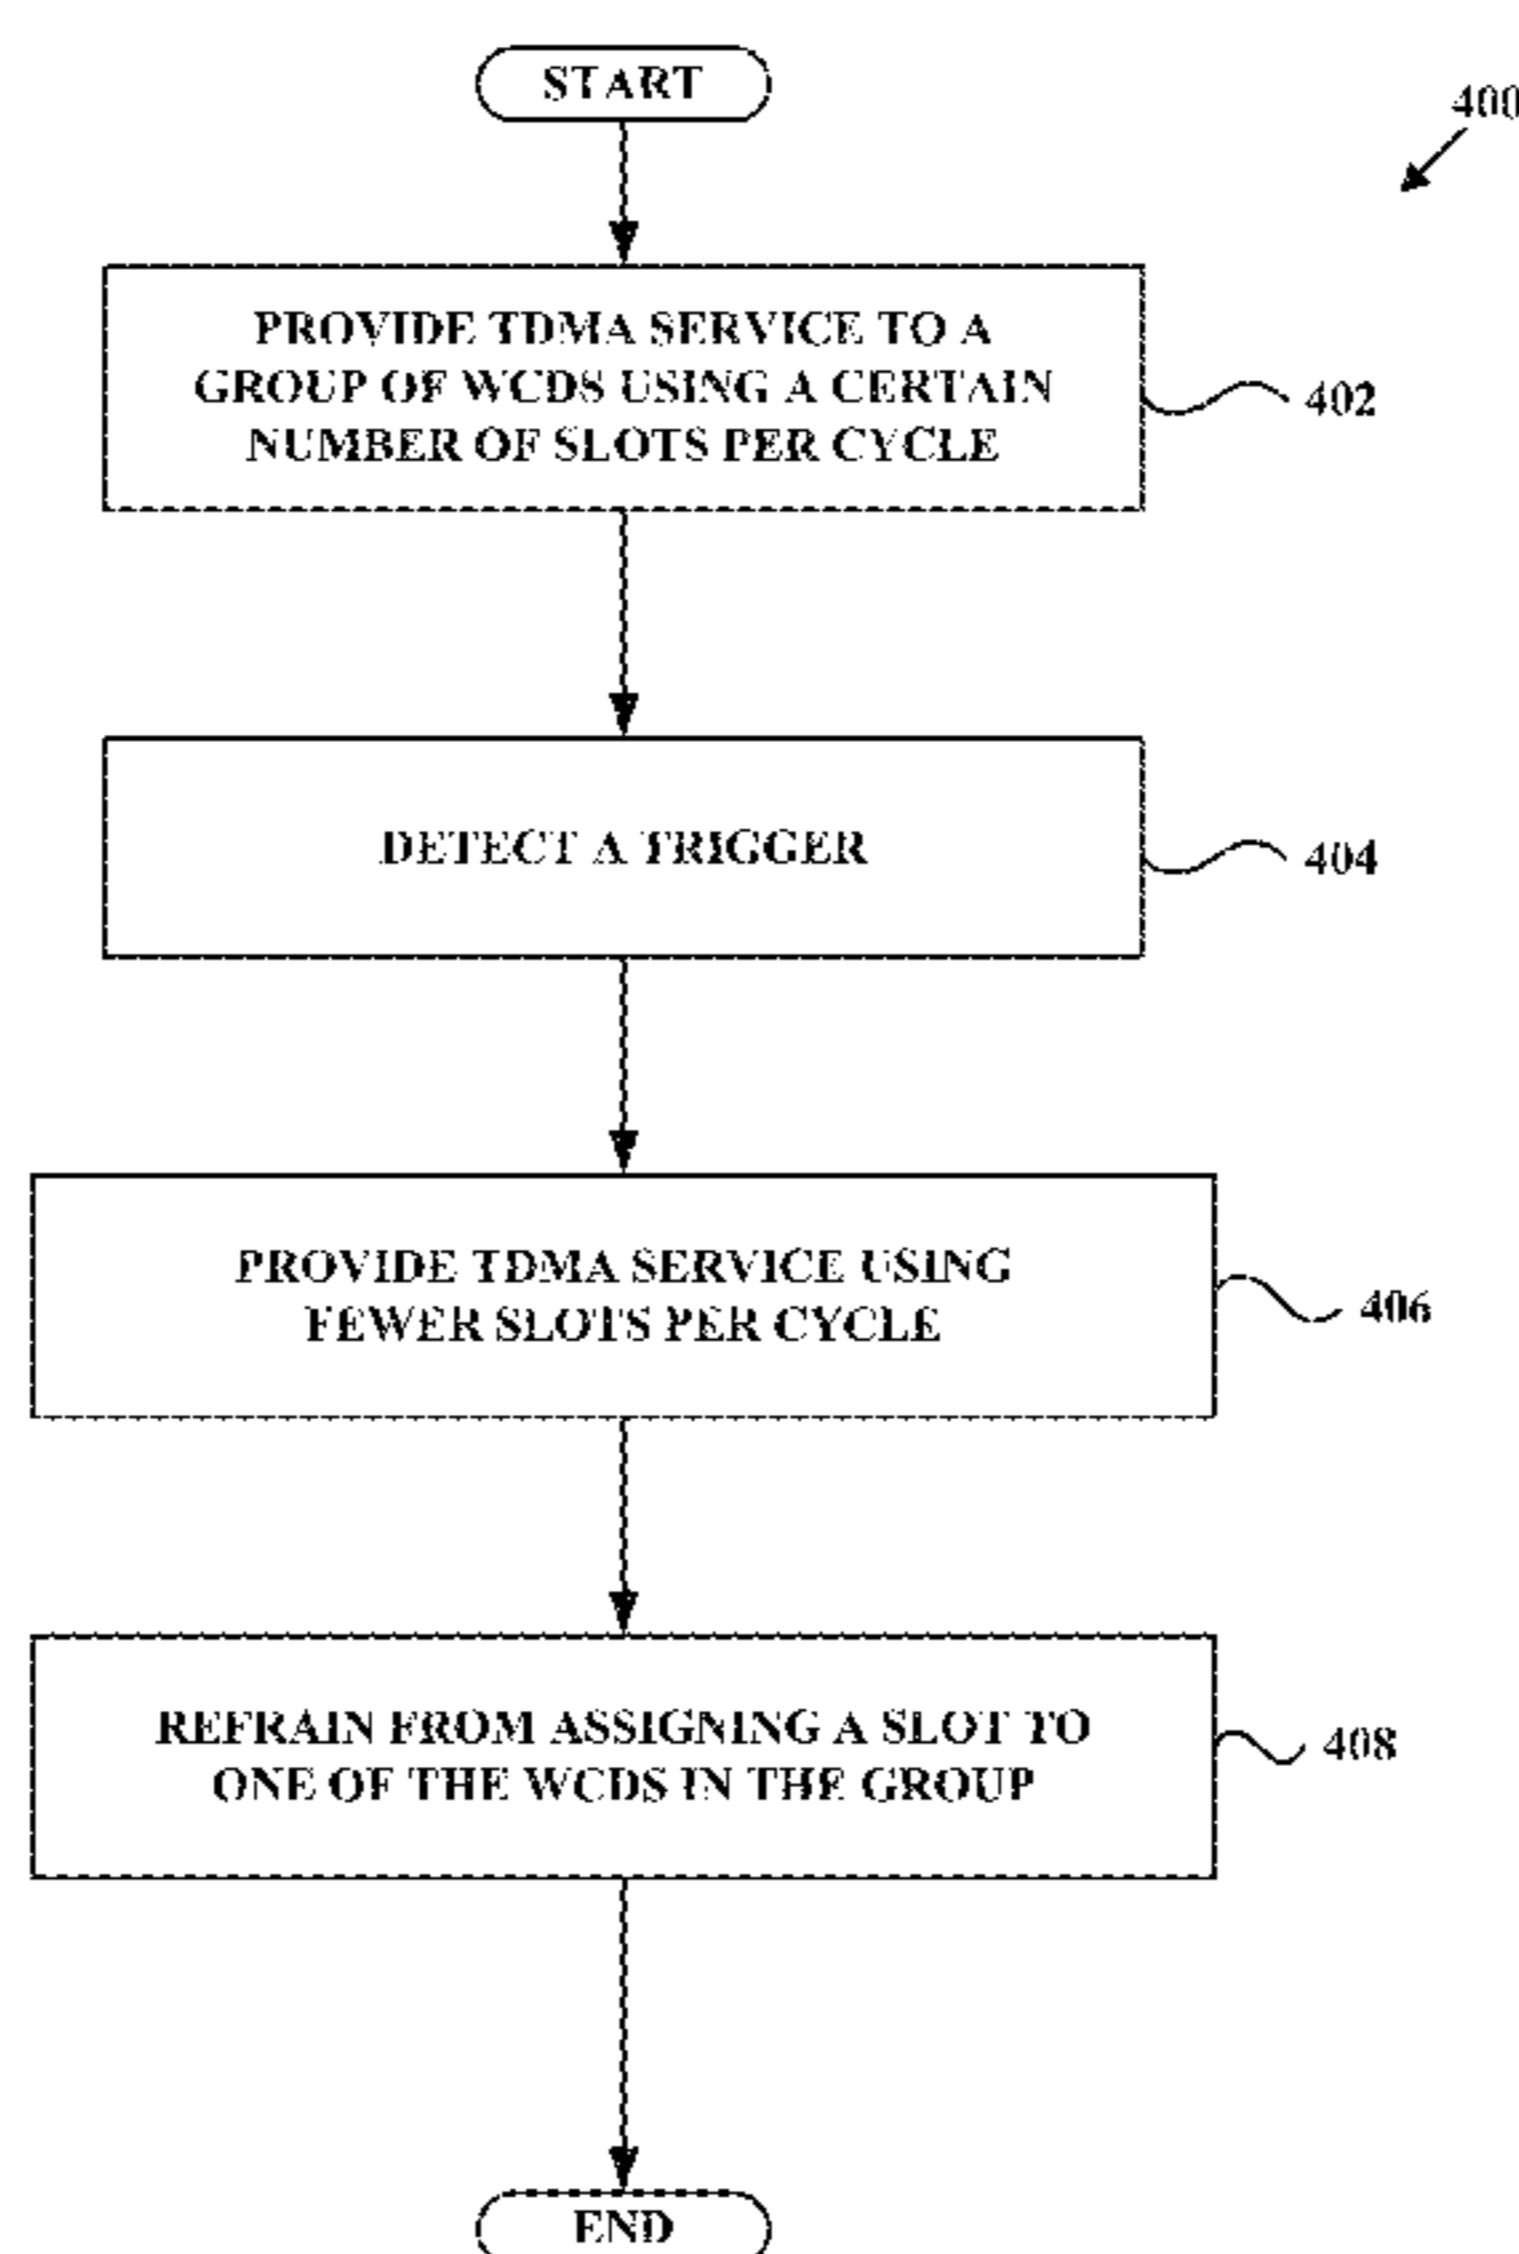 START
400
PROVIDE TDMA SERVICE TO A
GROUP OF WCDS USING A CERTAIN
NUMBER OF SLOTS PER CYCLE
402
DETECT A TRIGGER
404
PROVIDE TDMA SERVICE USING
FEWER SLOTS PER CYCLE
406
REFRAIN FROM ASSIGNING A SLOT TO
ONE OF THE WCDS IN THE GROUP
408
END